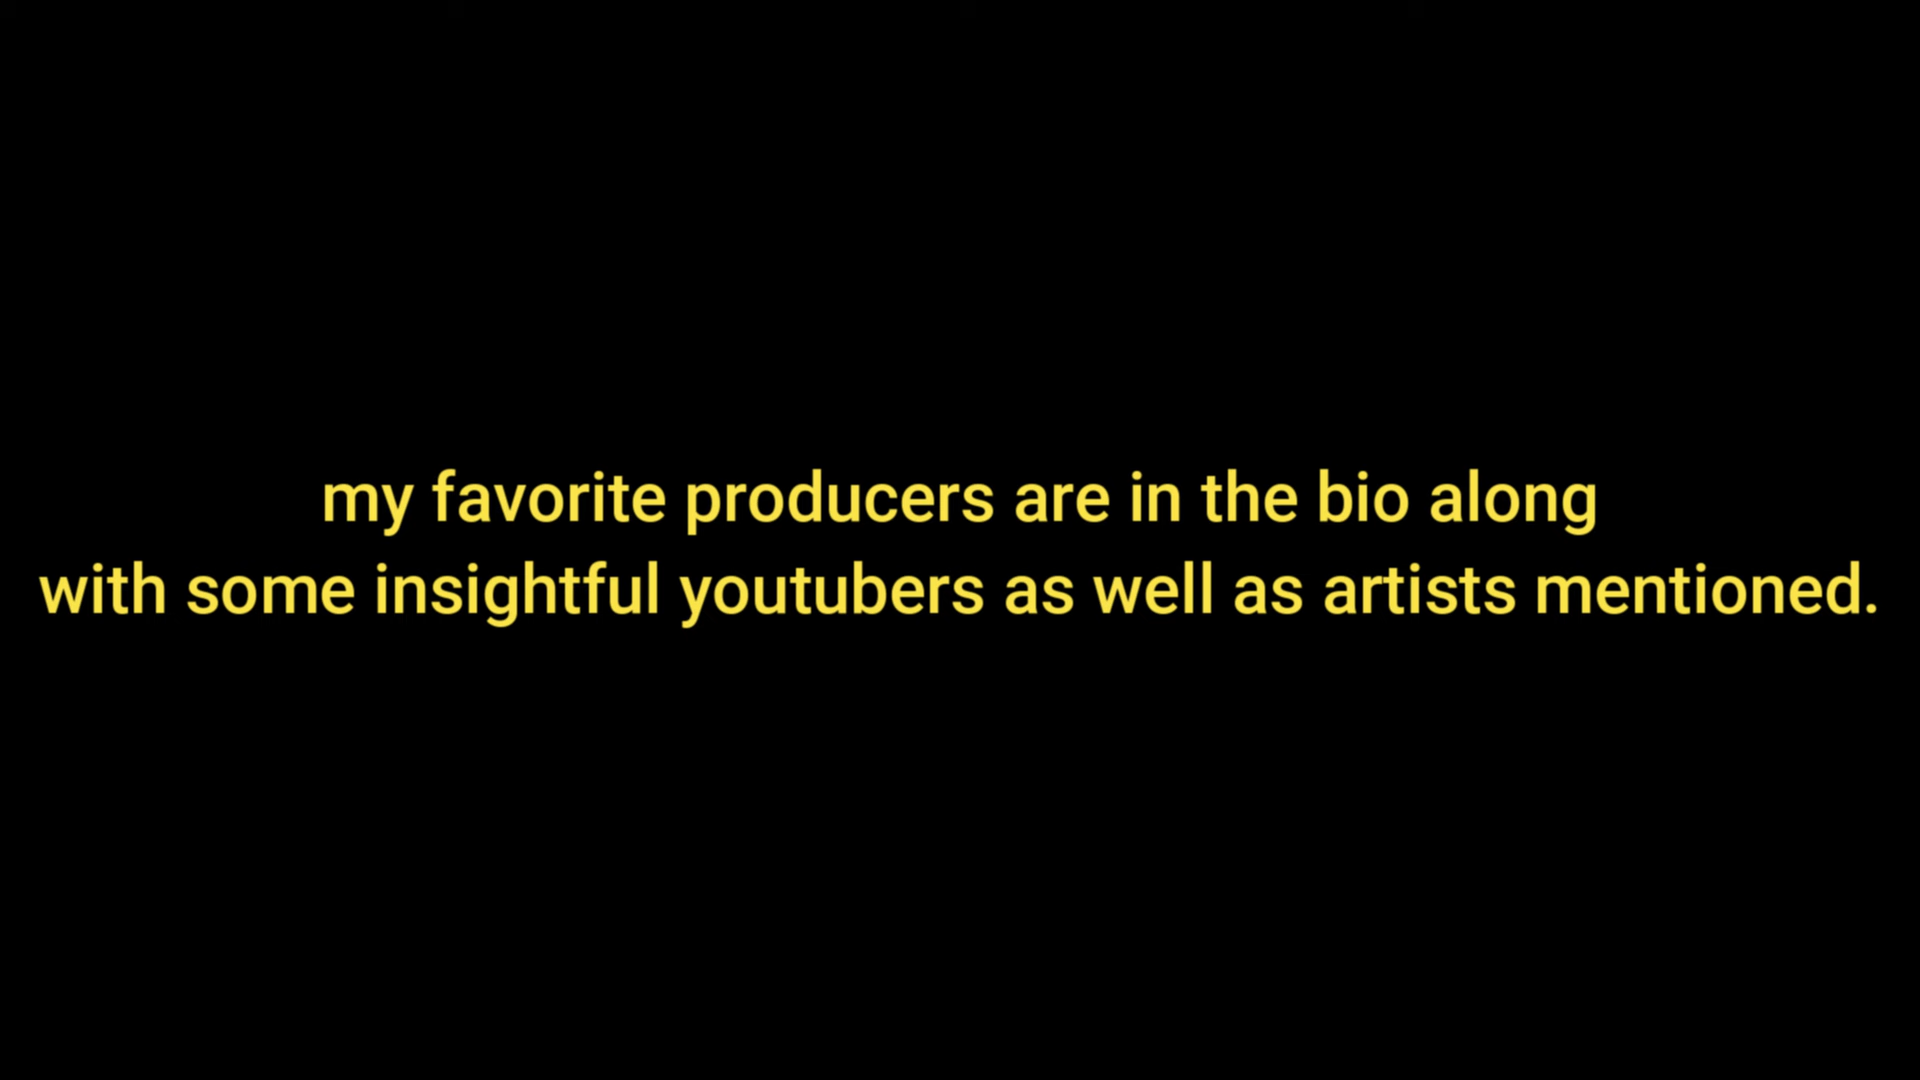 my favorite producers are in the bio along
with some insightful youtubers as well as artists mentioned.